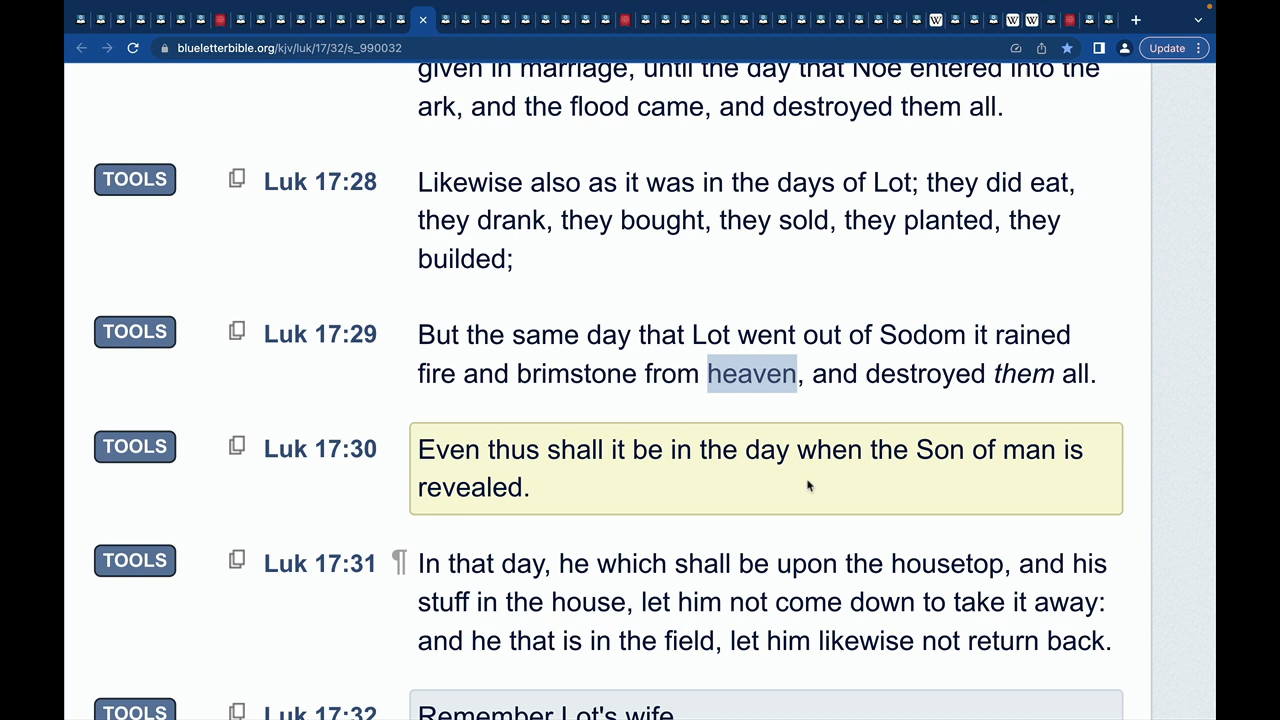 blueletterbible.org/kjv/luk/17/32/s_990032
Update
given in marriage, until the day that Noe entered into the
ark, and the flood came, and destroyed them all.
TOOLS
Luk 17:28
Likewise also as it was in the days of Lot; they did eat,
they drank, they bought, they sold, they planted, they
builded;
TOOLS
Luk 17:29
But the same day that Lot went out of Sodom it rained
fire and brimstone from heaven, and destroyed them all.
TOOLS
Luk 17:30
Even thus shall it be in the day when the Son of man is
revealed.
TOOLS
Luk 17:31
¶ In that day, he which shall be upon the housetop, and his
stuff in the house, let him not come down to take it away:
and he that is in the field, let him likewise not return back.
TOOLS
Luk 17:32
Remember Lot's wife.